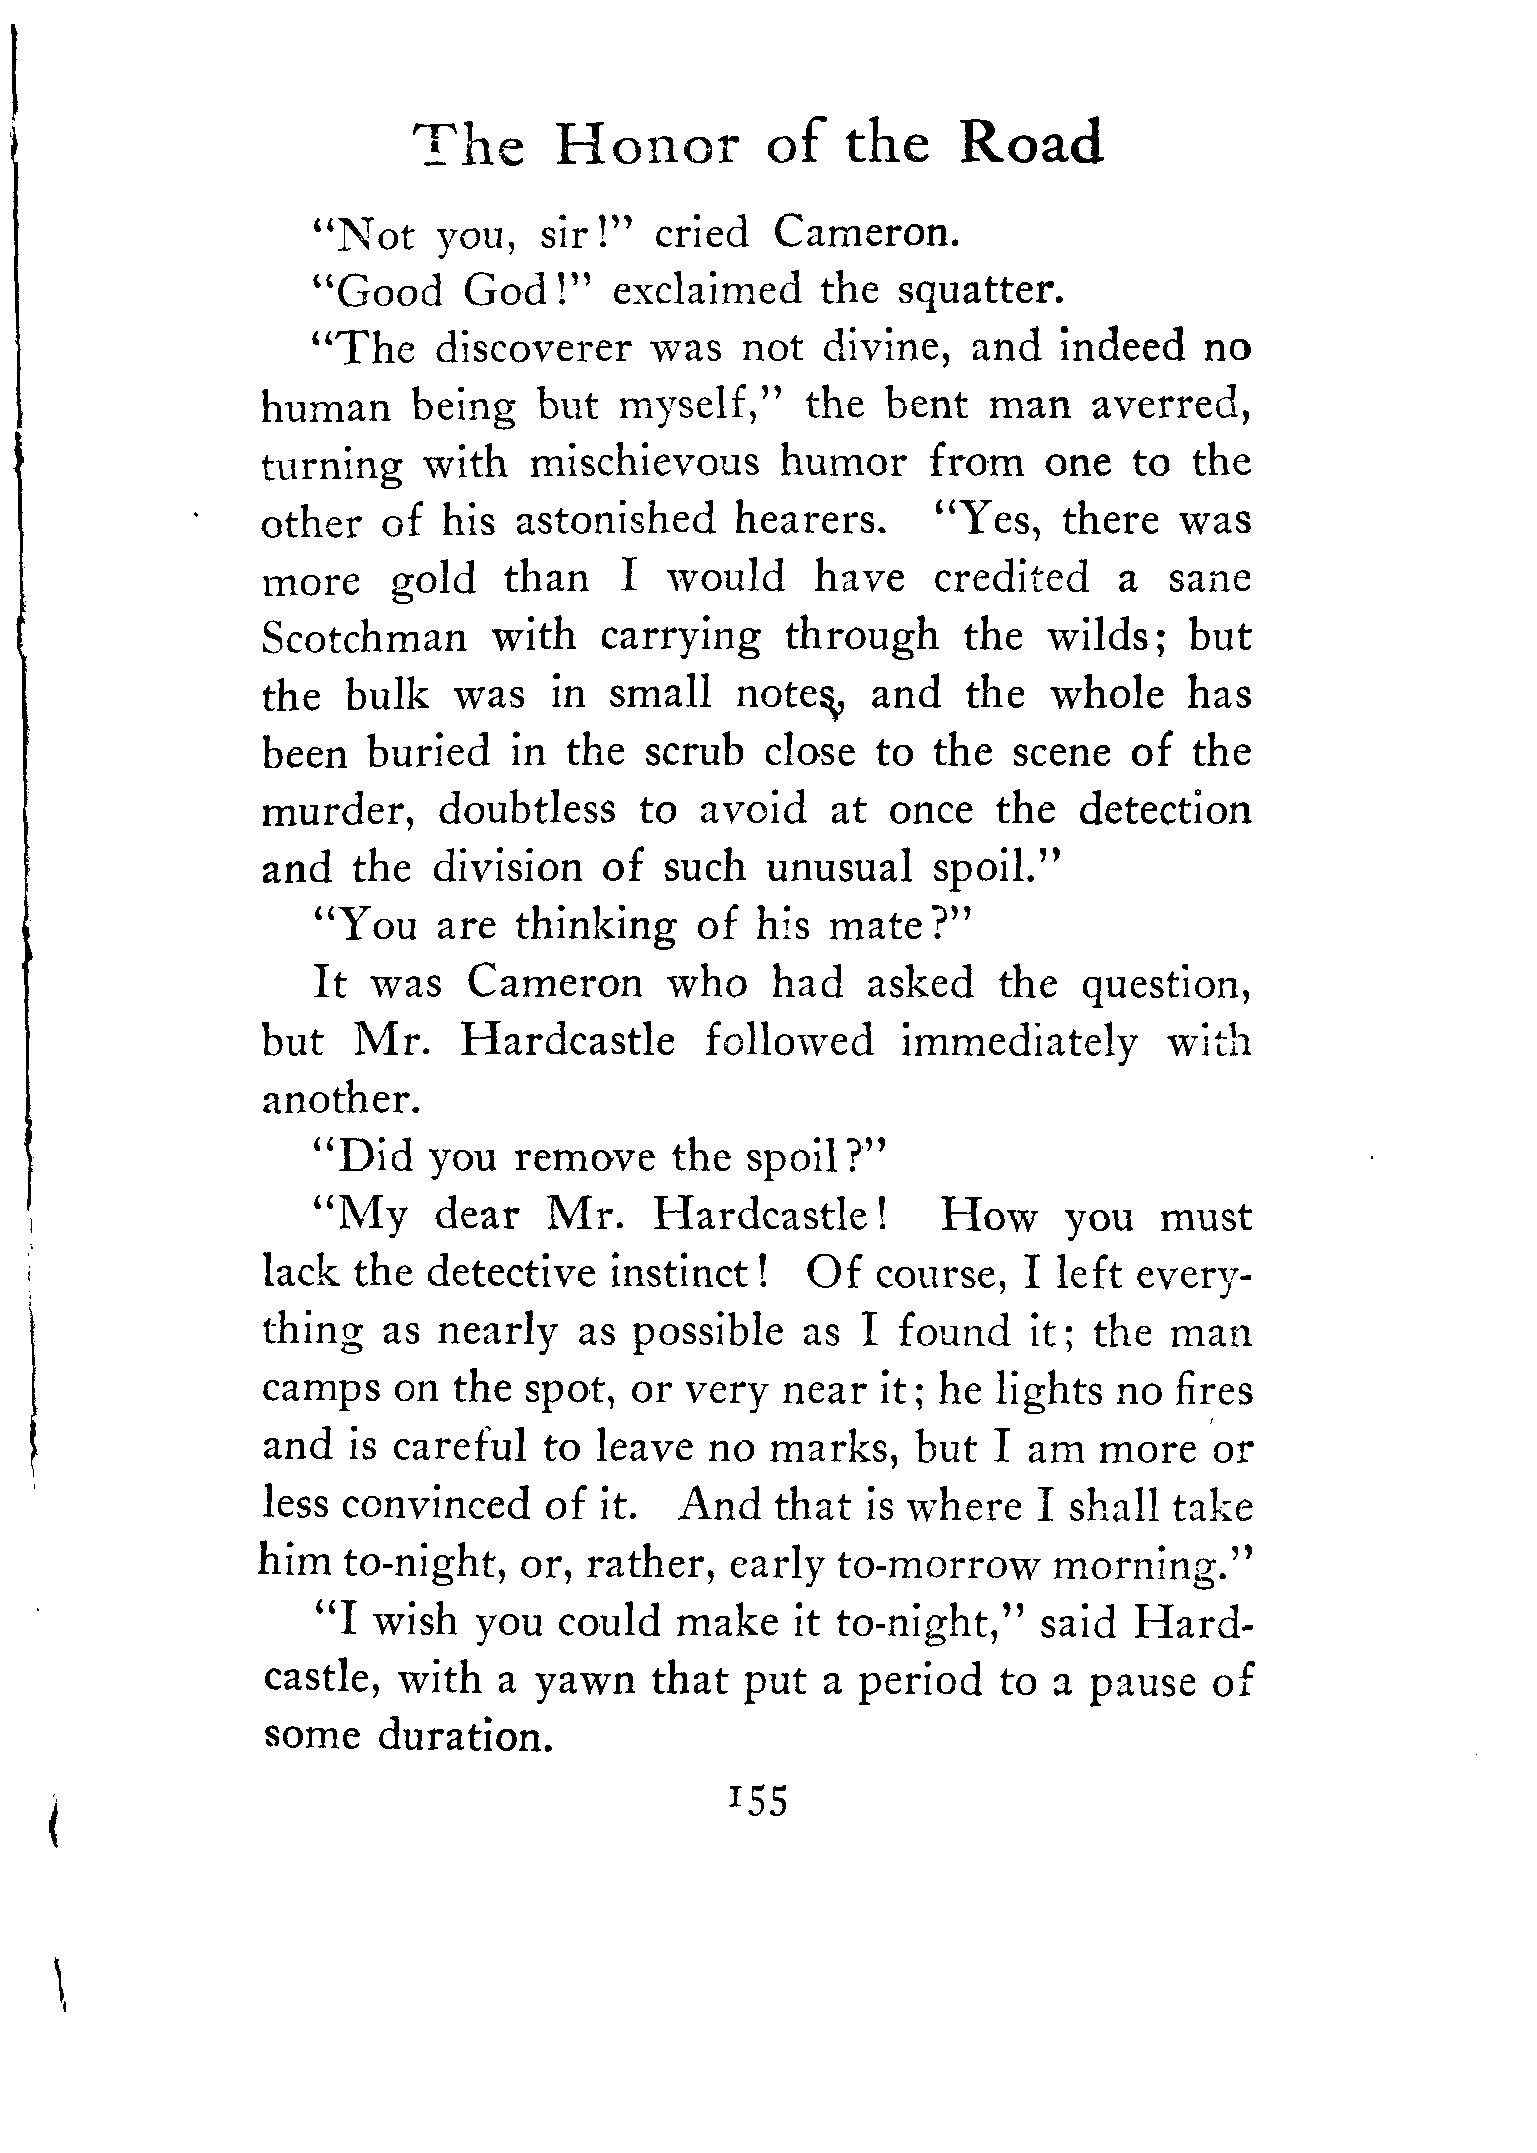 The Honor of the Road
“Not you, sir!” cried Cameron.
“Good God!” exclaimed the squatter.
“The discoverer was not divine, and indeed no
human being but myself,” the bent man averred,
turning with mischievous humor from one to the
other of his astonished hearers. “Yes, there was
more gold than I would have credited a sane
Scotchman with carrying through the wilds; but
the bulk was in small notes, and the whole has
been buried in the scrub close to the scene of the
murder, doubtless to avoid at once the detection
and the division of such unusual spoil.”
“You are thinking of his mate?”
It was Cameron who had asked the question,
but Mr. Hardcastle followed immediately with
another.
“Did you remove the spoil?”
“My dear Mr. Hardcastle! How you must
lack the detective instinct! Of course, I left every-
thing as nearly as possible as I found it; the man
camps on the spot, or very near it; he lights no fires
and is careful to leave no marks, but I am more or
less convinced of it. And that is where I shall take
him to-night, or, rather, early to-morrow morning.”
“I wish you could make it to-night,” said Hard-
castle, with a yawn that put a period to a pause of
some duration.
155